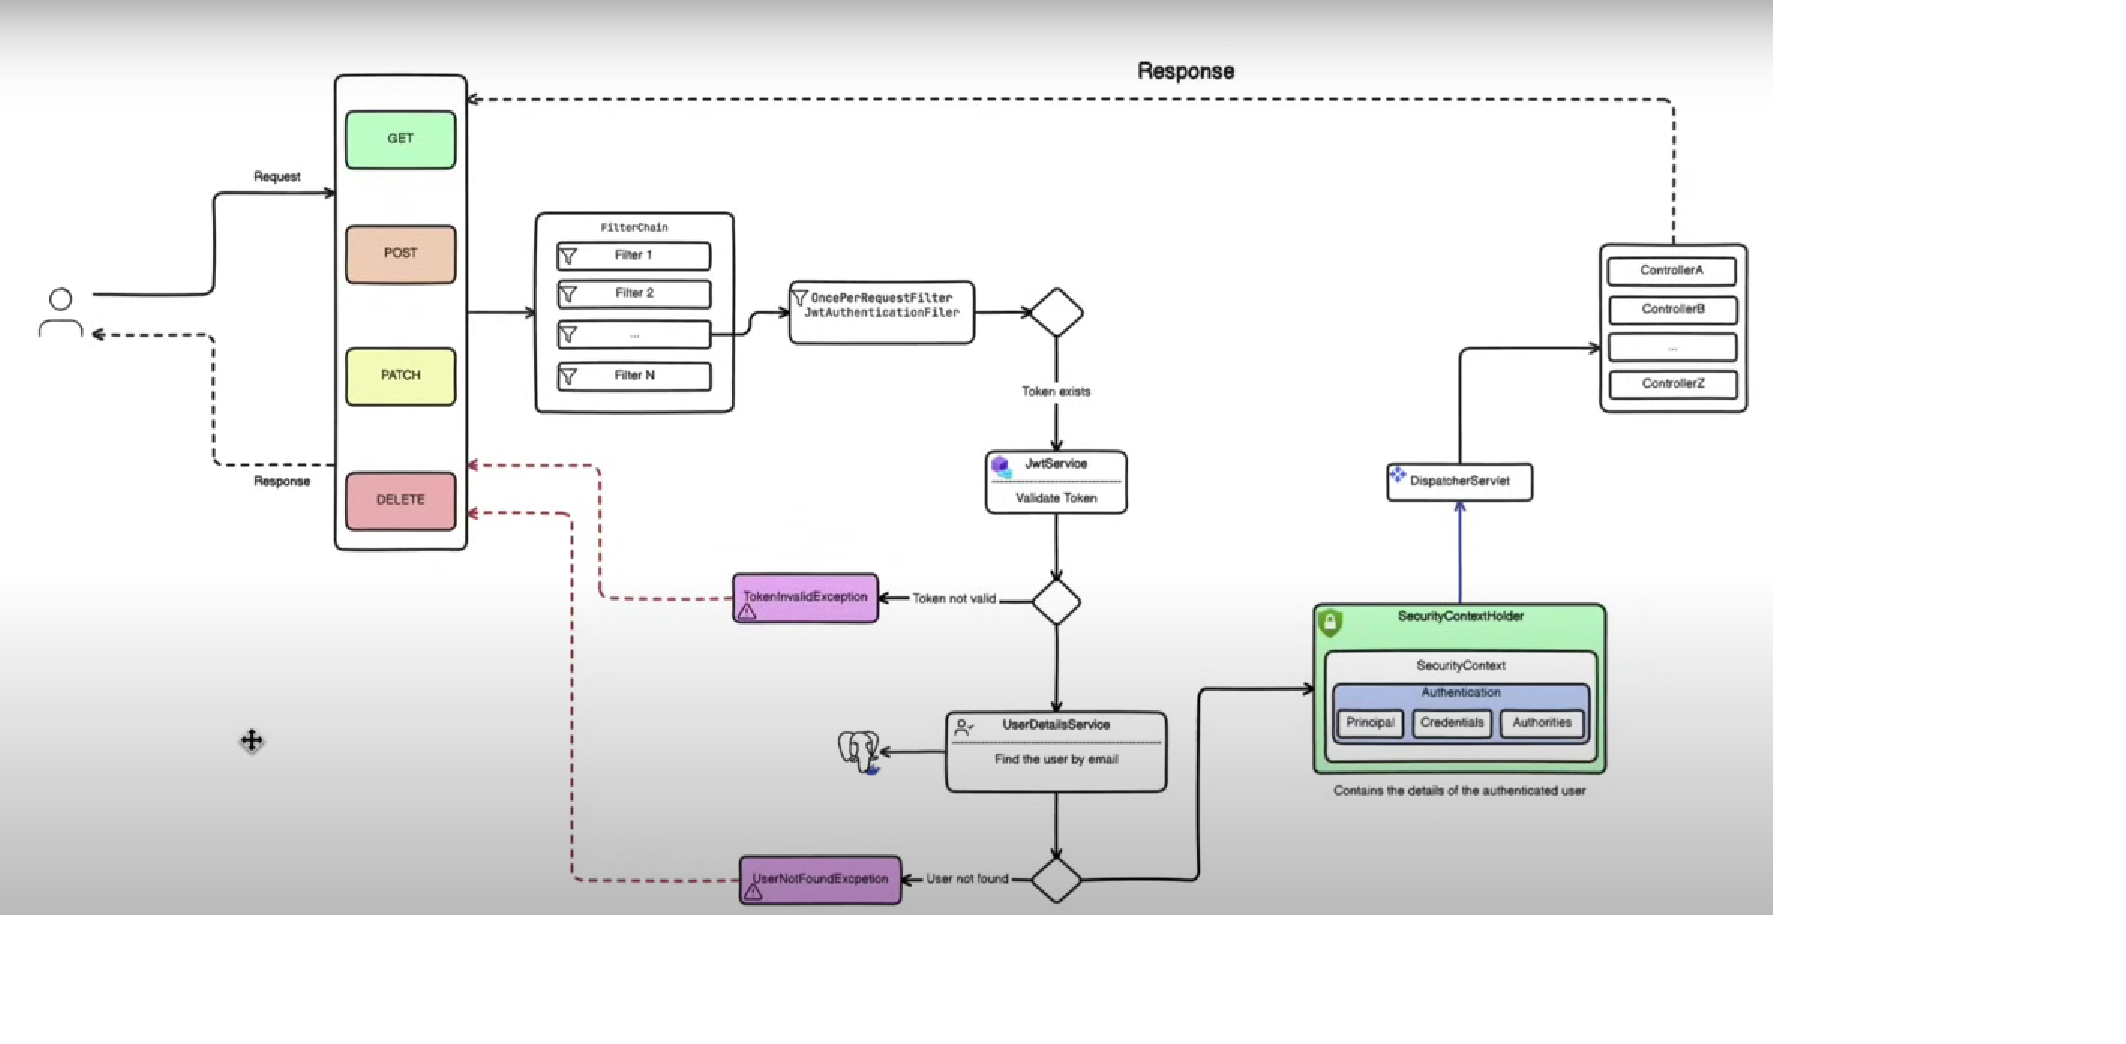 Response
GET
Request
FilterChain
Filter 1
POST
Filter 2
OncePerRequestFilter
JwtAuthenticationFiler
...
Filter N
PATCH
Token exists
ControllerA
ControllerB
...
ControllerZ
JwtService
Validate Token
DispatcherServlet
Response
DELETE
TokenInvalidException
Token not valid
SecurityContextHolder
SecurityContext
Authentication
Principal
Credentials
Authorities
UserDetailsService
Find the user by email
Contains the details of the authenticated user
UserNotFoundExcpetion
User not found